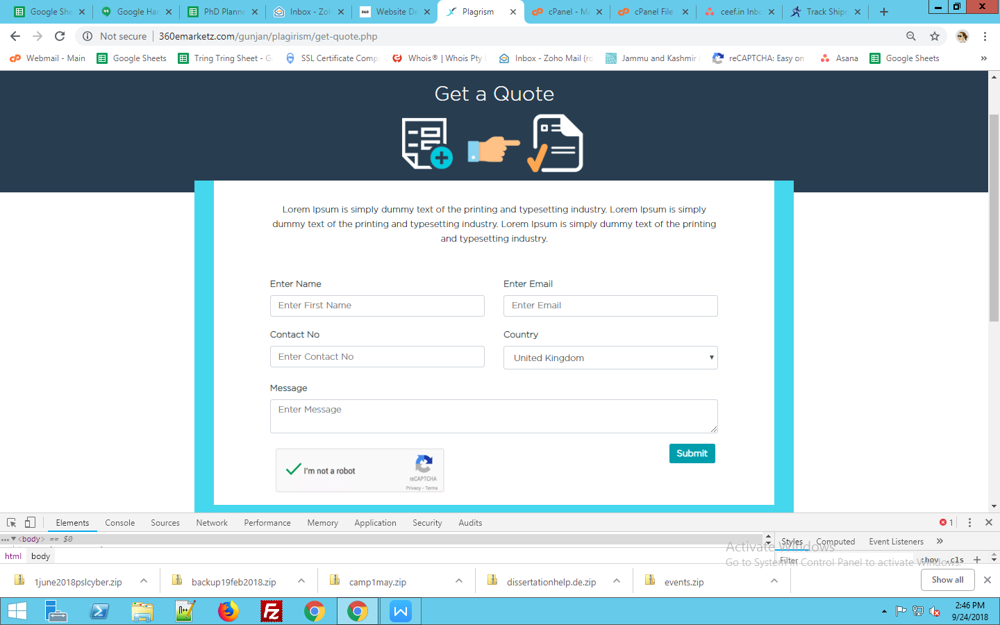 Google She
Google Har
PhD Planne
Inbox - Zoh
Website De
Plagrism
cPanel - Ma
cPanel File
ceef.in Inbo
Track Shipm
Not secure
360emarketz.com/gunjan/plagirism/get-quote.php
Webmail - Main
Google Sheets
Tring Tring Sheet - Go
SSL Certificate Comp
Whois® | Whois Pty
Inbox - Zoho Mail (ro
Jammu and Kashmir
reCAPTCHA: Easy on
Asana
Google Sheets
»
Get a Quote
Lorem Ipsum is simply dummy text of the printing and typesetting industry. Lorem Ipsum is simply
dummy text of the printing and typesetting industry. Lorem Ipsum is simply dummy text of the printing
and typesetting industry.
Enter Name
Enter Email
Enter First Name
Enter Email
Contact No
Country
Enter Contact No
United Kingdom
Message
Enter Message
Submit
I'm not a robot
reCAPTCHA
Privacy - Terms
Elements
Console
Sources
Network
Performance
Memory
Application
Security
Audits
1
<body> == $0
Styles
Computed
Event Listeners
»
html
body
Filter
:hov
.cls
Activate Windows
Go to System in Control Panel to activate Windows.
1june2018pslcyber.zip
backup19feb2018.zip
camp1may.zip
dissertationhelp.de.zip
events.zip
Show all
2:46 PM
9/24/2018